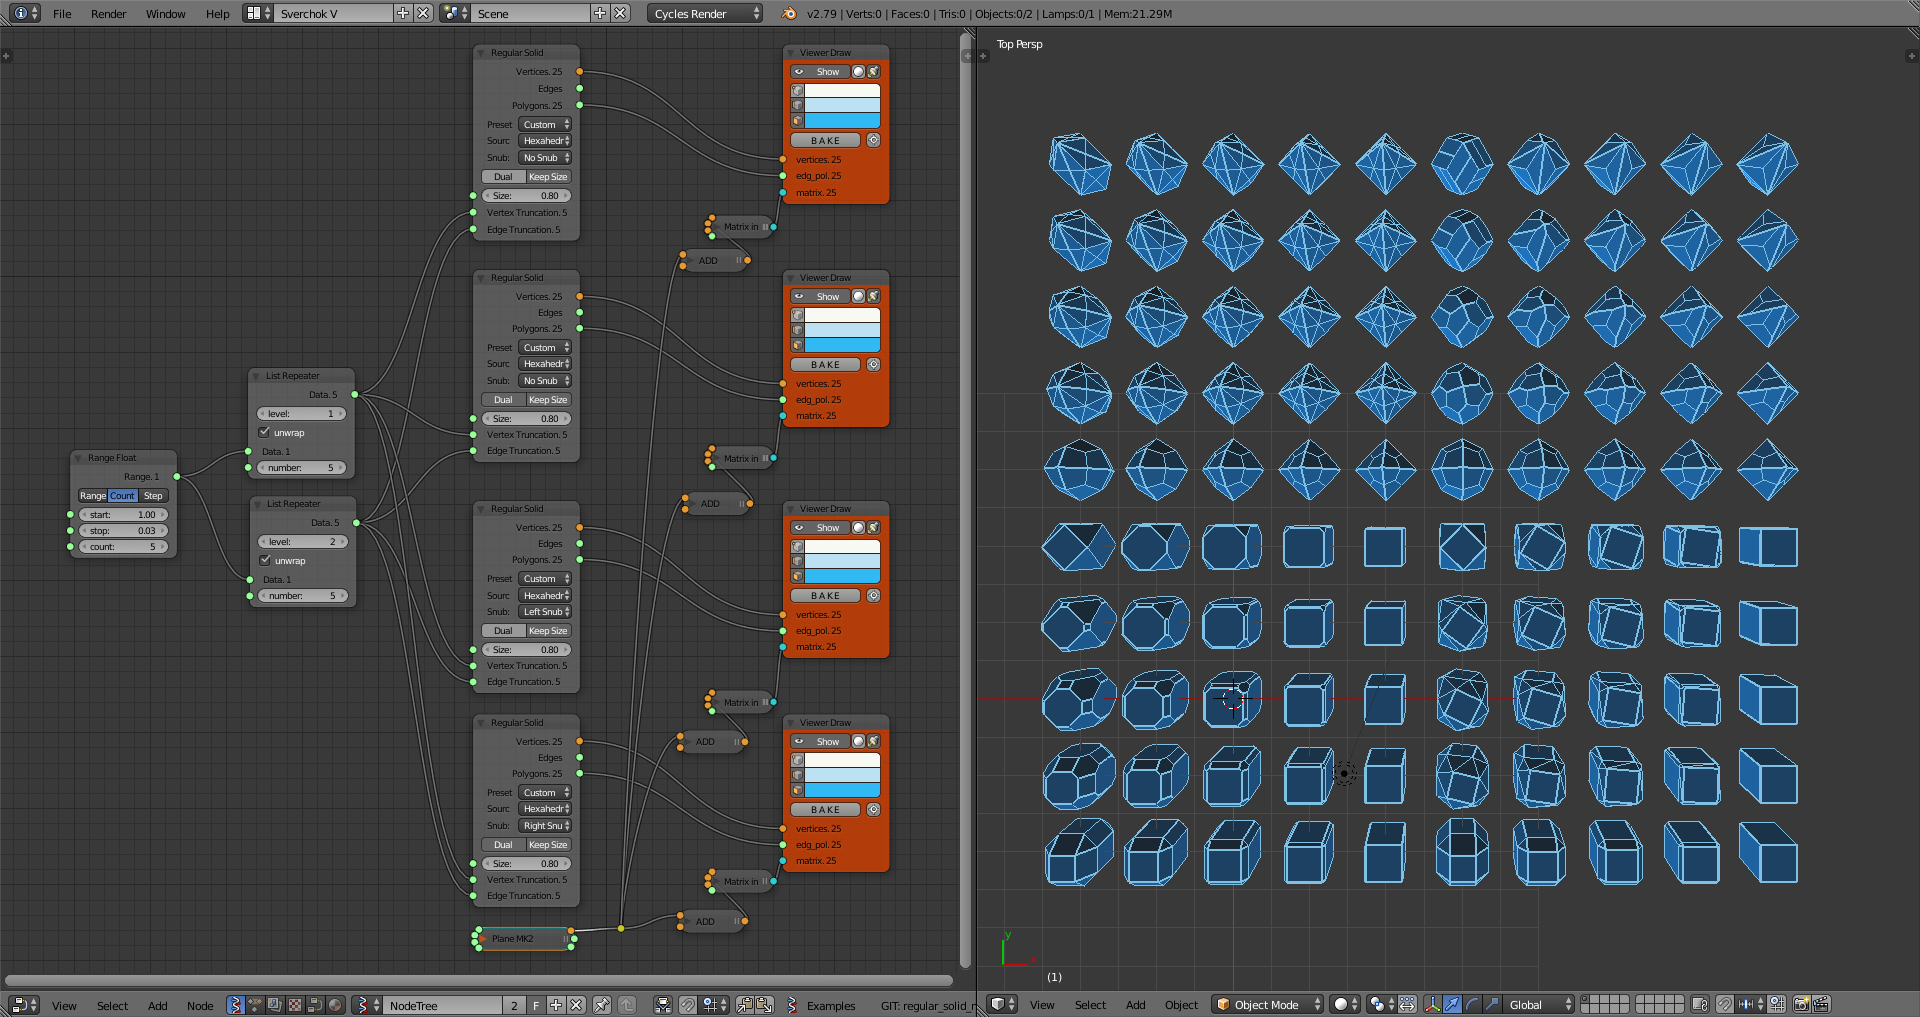 File Render Window Help Sverchok V Scene Cycles Render v2.79 | Verts:0 | Faces:0 | Tris:0 | Objects:0/2 | Lamps:0/1 | Mem:21.29M
Top Persp
Regular Solid
Vertices. 25
Edges
Polygons. 25
Preset Custom
Sourc Hexahedr
Snub: No Snub
Dual Keep Size
Size: 0.80
Vertex Truncation. 5
Edge Truncation. 5
Viewer Draw
Show
BAKE
vertices. 25
edg_pol. 25
matrix. 25
Matrix in
ADD
Regular Solid
Vertices. 25
Edges
Polygons. 25
Preset Custom
Sourc Hexahedr
Snub: No Snub
Dual Keep Size
Size: 0.80
Vertex Truncation. 5
Edge Truncation. 5
Viewer Draw
Show
BAKE
vertices. 25
edg_pol. 25
matrix. 25
Matrix in
ADD
List Repeater
Data. 5
level: 1
unwrap
Data. 1
number: 5
Range Float
Range. 1
Range Count Step
start: 1.00
stop: 0.03
count: 5
List Repeater
Data. 5
level: 2
unwrap
Data. 1
number: 5
Regular Solid
Vertices. 25
Edges
Polygons. 25
Preset Custom
Sourc Hexahedr
Snub: Left Snub
Dual Keep Size
Size: 0.80
Vertex Truncation. 5
Edge Truncation. 5
Viewer Draw
Show
BAKE
vertices. 25
edg_pol. 25
matrix. 25
Matrix in
ADD
Regular Solid
Vertices. 25
Edges
Polygons. 25
Preset Custom
Sourc Hexahedr
Snub: Right Snu
Dual Keep Size
Size: 0.80
Vertex Truncation. 5
Edge Truncation. 5
Viewer Draw
Show
BAKE
vertices. 25
edg_pol. 25
matrix. 25
Matrix in
ADD
Plane MK2
y
x
(1)
View Select Add Node NodeTree 2 F Examples GIT: regular_solid_r
View Select Add Object Object Mode Global